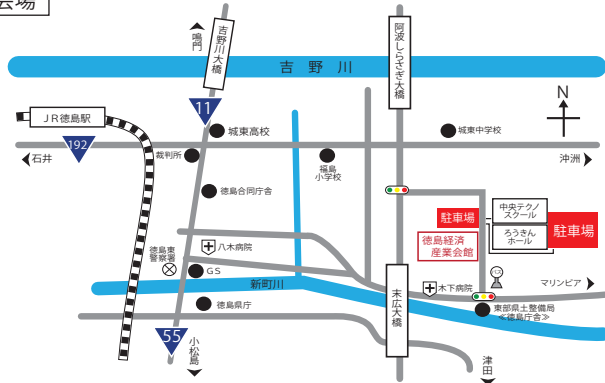 会場
鳴門
吉野川大橋
阿波しらさぎ大橋
吉野川
N
JR徳島駅
11
城東高校
城東中学校
192
石井
裁判所
福島
小学校
沖洲
徳島合同庁舎
駐車場
中央テクノ
スクール
徳島経済
産業会館
ろうきん
ホール
駐車場
八木病院
徳島東
警察署
GS
バス
新町川
木下病院
マリンピア
末広大橋
徳島県庁
東部県土整備局
≪徳島庁舎≫
55
小松島
津田